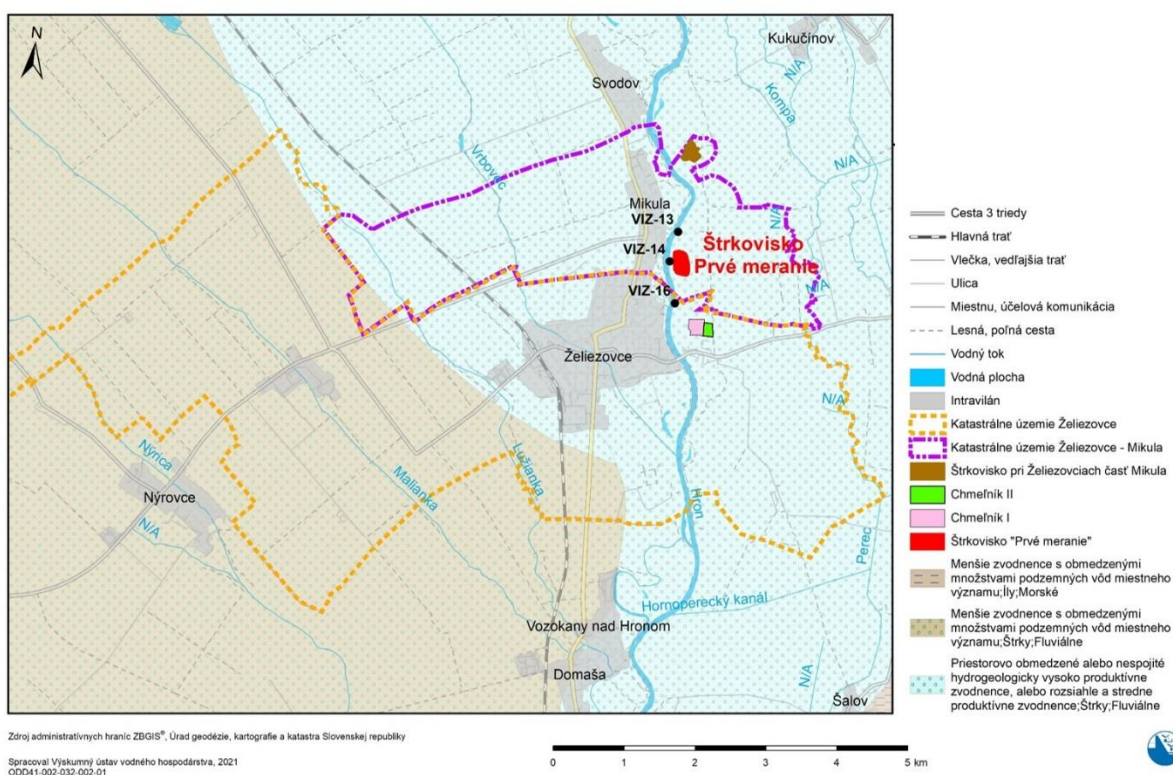 N
Kukučínov
N/A
Kompa
Svodov
Vrbovec
N/A
Mikula
VIZ-13
N/A
Štrkovisko
VIZ-14
Prvé meranie
N/A
VIZ-16
Želiezovce
N/A
Nýrica
Malianka
Lužianka
Nýrovce
Hron
N/A
Perec
Hornoperecký kanál
Vozokany nad Hronom
Domaša
N/A
Šalov
Cesta 3 triedy
Hlavná trať
Vlečka, vedľajšia trať
Ulica
Miestnu, účelová komunikácia
Lesná, poľná cesta
Vodný tok
Vodná plocha
Intravilán
Katastrálne územie Želiezovce
Katastrálne územie Želiezovce - Mikula
Štrkovisko pri Želiezovciach časť Mikula
Chmeľník II
Chmeľník I
Štrkovisko "Prvé meranie"
Menšie zvodnence s obmedzenými
množstvami podzemných vôd miestneho
významu;Íly;Morské
Menšie zvodnence s obmedzenými
množstvami podzemných vôd miestneho
významu;Štrky;Fluviálne
Priestorovo obmedzené alebo nespojité
hydrogeologicky vysoko produktívne
zvodnence, alebo rozsiahle a stredne
produktívne zvodnence;Štrky;Fluviálne
Zdroj administratívnych hraníc ZBGIS®, Úrad geodézie, kartografie a katastra Slovenskej republiky
Spracoval Výskumný ústav vodného hospodárstva, 2021
ODD41-002-032-002-01
0 1 2 3 4 5 km